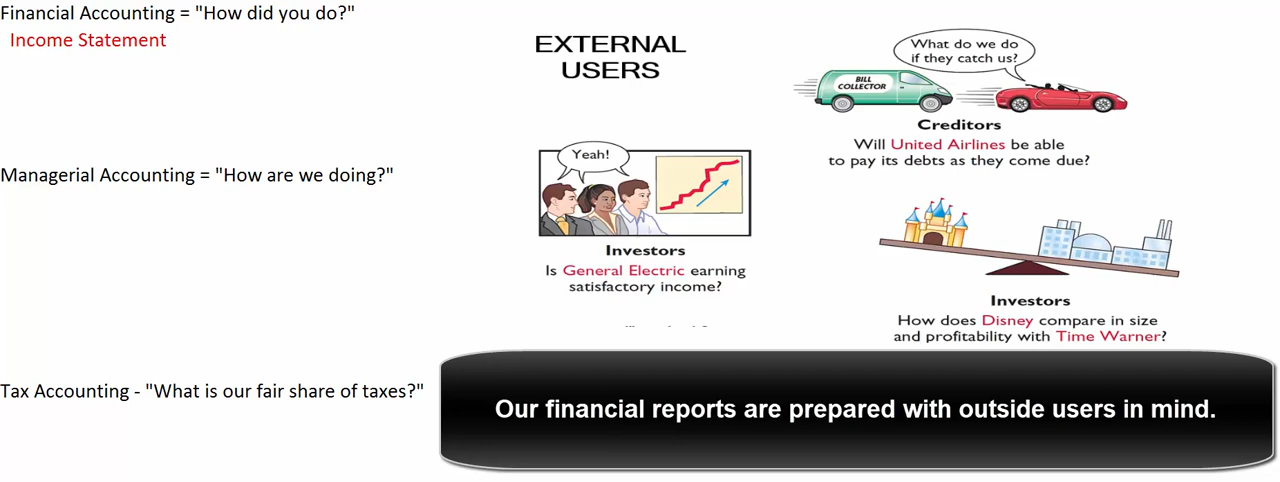 Financial Accounting = "How did you do?"
Income Statement
Managerial Accounting = "How are we doing?"
Tax Accounting - "What is our fair share of taxes?"
EXTERNAL
USERS
What do we do
if they catch us?
BILL
COLLECTOR
Creditors
Will United Airlines be able
to pay its debts as they come due?
Yeah!
Investors
Is General Electric earning
satisfactory income?
Investors
How does Disney compare in size
and profitability with Time Warner?
Our financial reports are prepared with outside users in mind.